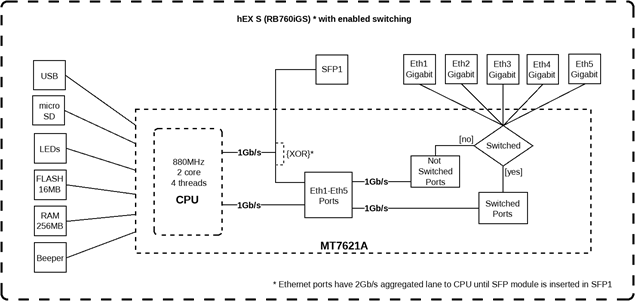 hEX S (RB760iGS) * with enabled switching
USB
micro
SD
LEDs
FLASH
16MB
RAM
256MB
Beeper
SFP1
Eth1
Gigabit
Eth2
Gigabit
Eth3
Gigabit
Eth4
Gigabit
Eth5
Gigabit
880MHz
2 core
4 threads
CPU
1Gb/s
{XOR}*
1Gb/s
Eth1-Eth5
Ports
1Gb/s
1Gb/s
[no]
Switched
[yes]
Not
Switched
Ports
Switched
Ports
MT7621A
* Ethernet ports have 2Gb/s aggregated lane to CPU until SFP module is inserted in SFP1